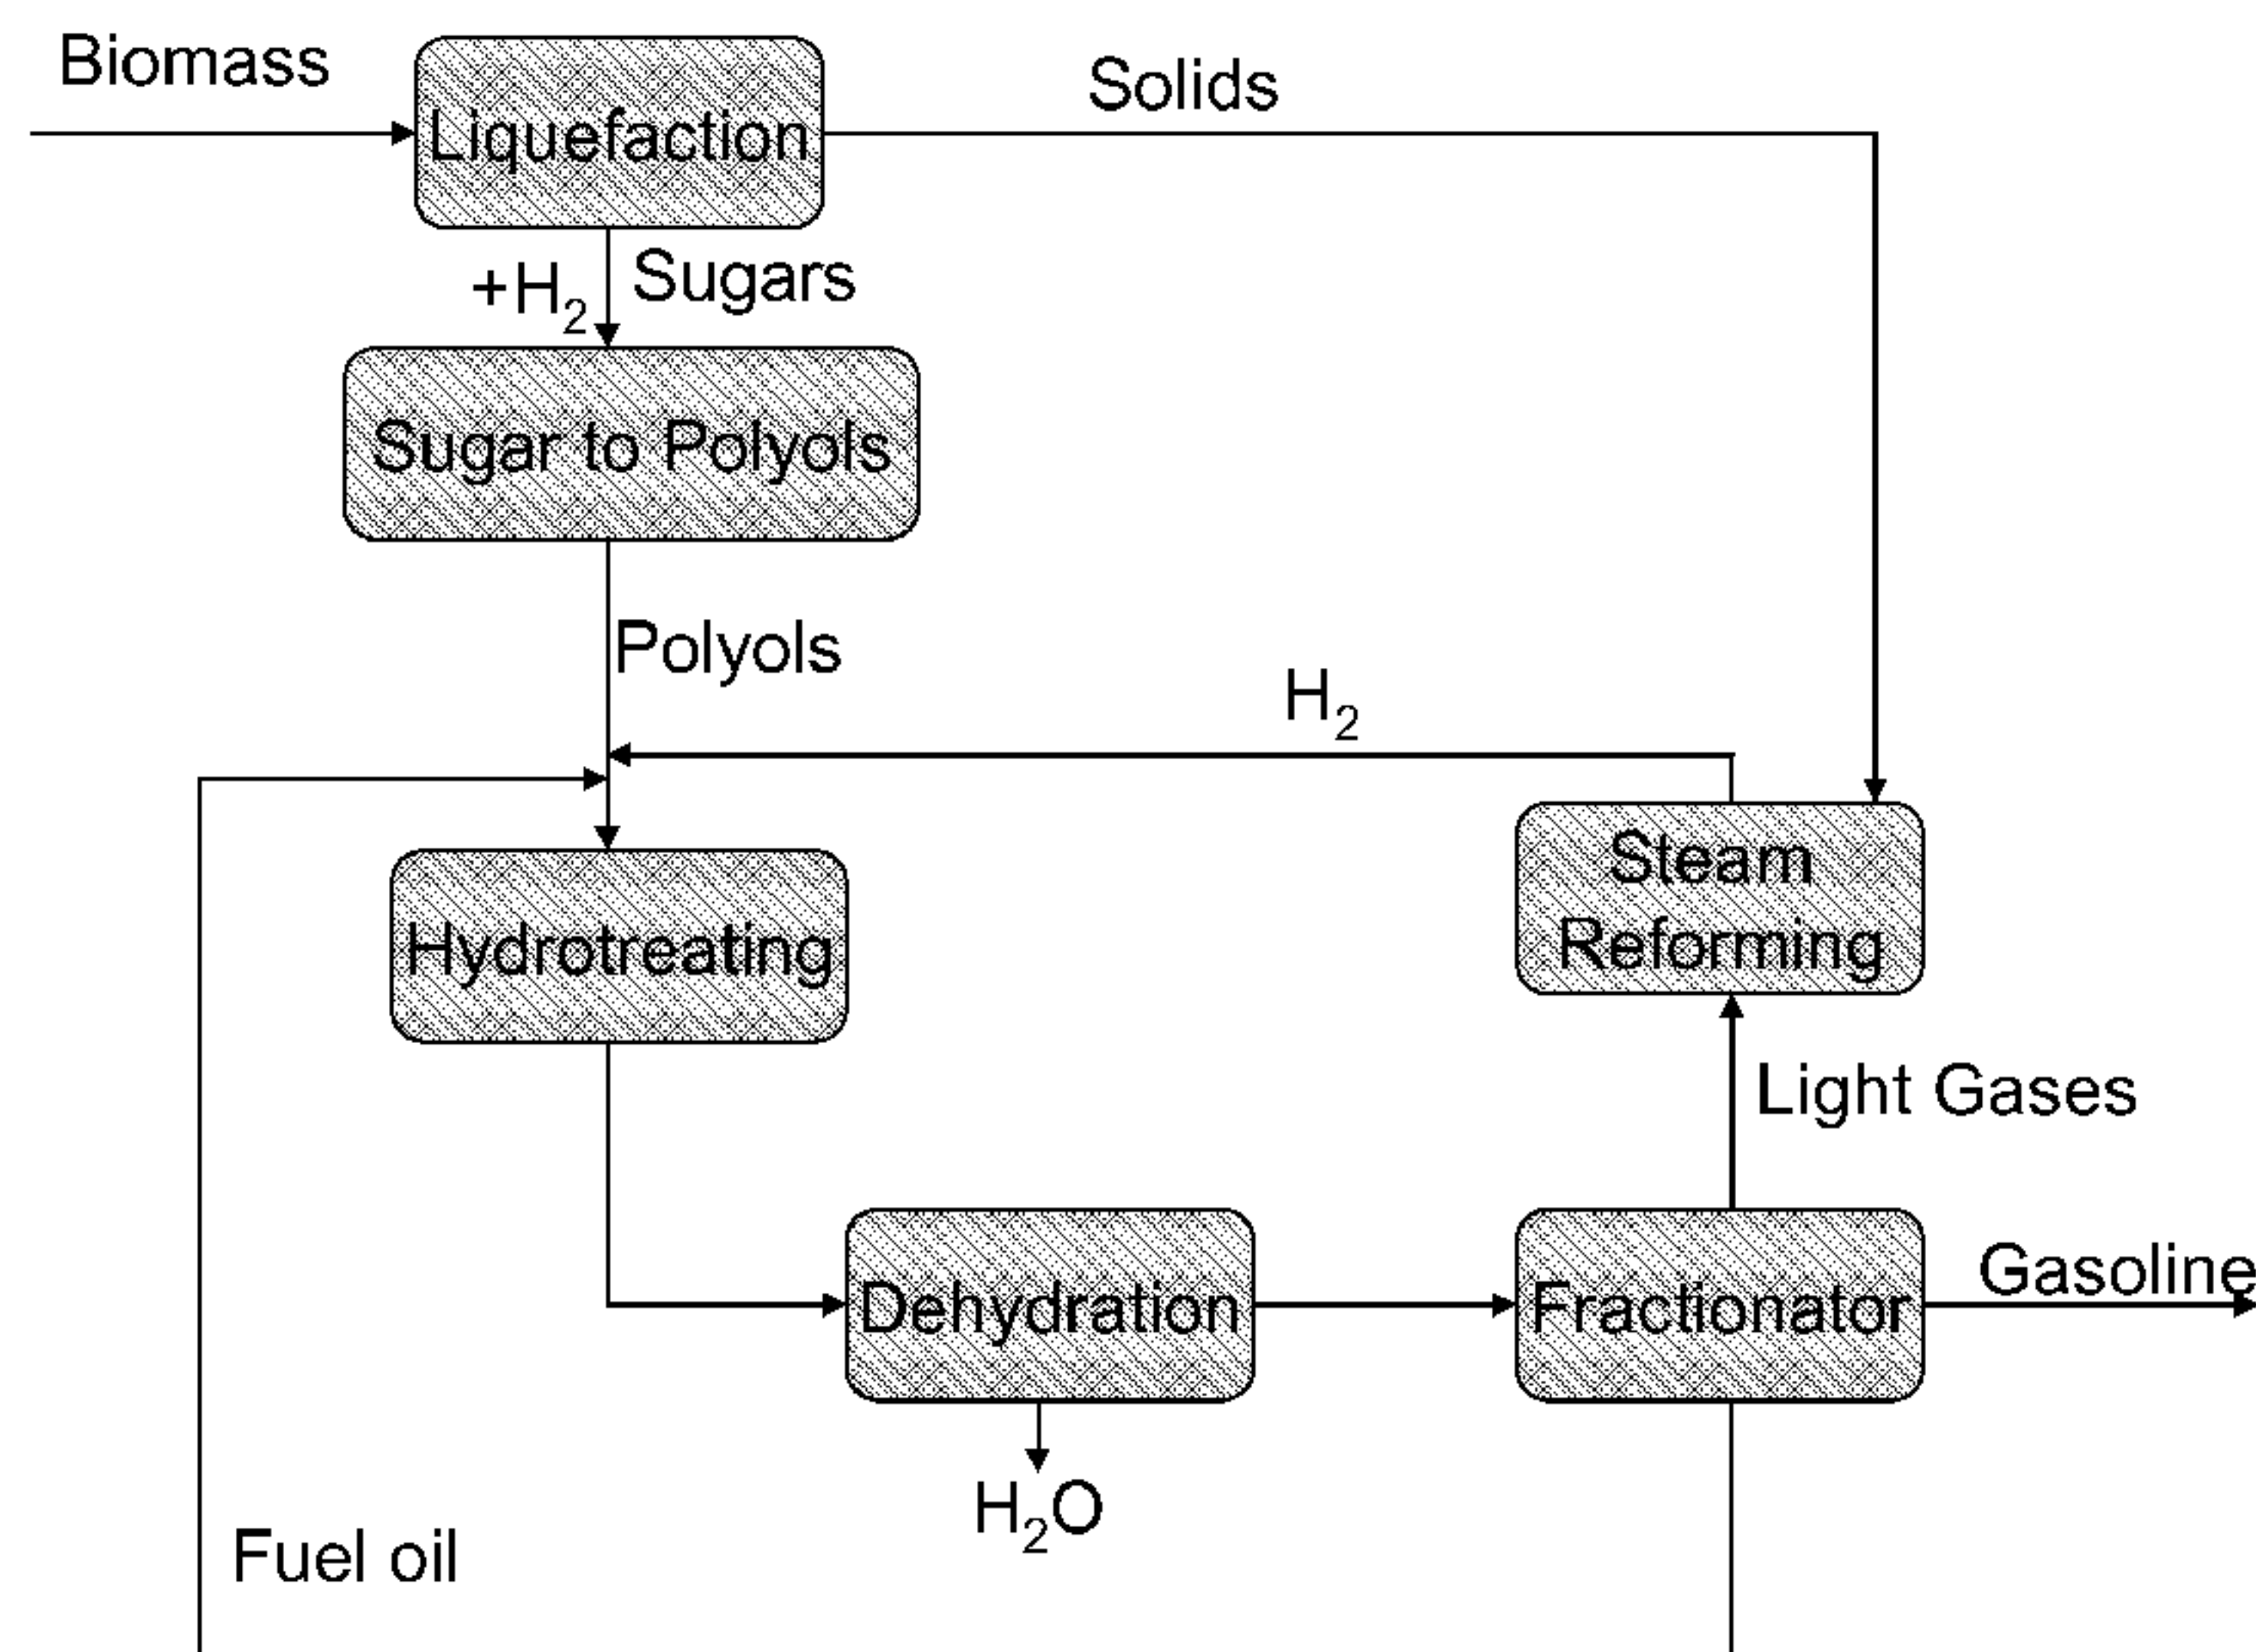 Biomass
Liquefaction
Solids
+H₂
Sugars
Sugar to Polyols
Polyols
H₂
Steam
Reforming
Hydrotreating
Light Gases
Dehydration
Fractionator
Gasoline
H₂O
Fuel oil